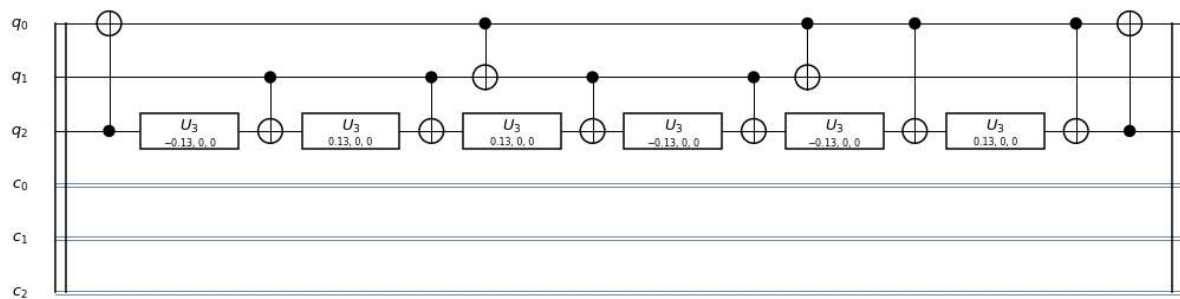 q0
q1
q2
U3 U3 U3 U3 U3 U3
−0.13, 0, 0 0.13, 0, 0 0.13, 0, 0 −0.13, 0, 0 −0.13, 0, 0 0.13, 0, 0
c0
c1
c2